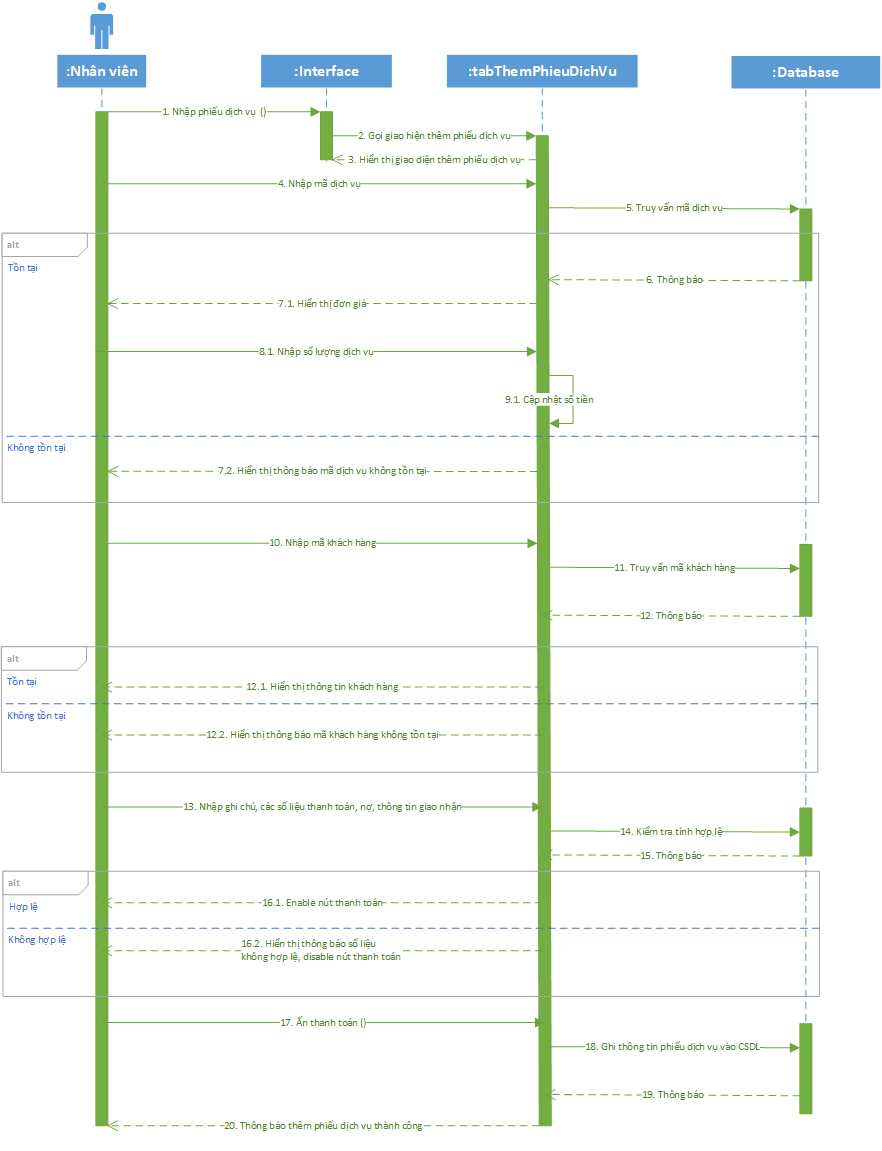 :Nhân viên
:Interface
:tabThemPhieuDichVu
:Database
1. Nhập phiếu dịch vụ ()
2. Gọi giao hiện thêm phiếu dịch vụ
3. Hiển thị giao diện thêm phiếu dịch vụ
4. Nhập mã dịch vụ
5. Truy vấn mã dịch vụ
alt
Tồn tại
6. Thông báo
7.1. Hiển thị đơn giá
8.1. Nhập số lượng dịch vụ
9.1. Cập nhật số tiền
Không tồn tại
7.2. Hiển thị thông báo mã dịch vụ không tồn tại
10. Nhập mã khách hàng
11. Truy vấn mã khách hàng
12. Thông báo
alt
Tồn tại
12.1. Hiển thị thông tin khách hàng
Không tồn tại
12.2. Hiển thị thông báo mã khách hàng không tồn tại
13. Nhập ghi chú, các số liệu thanh toán, nợ, thông tin giao nhận
14. Kiểm tra tính hợp lệ
15. Thông báo
alt
Hợp lệ
16.1. Enable nút thanh toán
Không hợp lệ
16.2. Hiển thị thông báo số liệu
không hợp lệ, disable nút thanh toán
17. Ấn thanh toán ()
18. Ghi thông tin phiếu dịch vụ vào CSDL
19. Thông báo
20. Thông báo thêm phiếu dịch vụ thành công